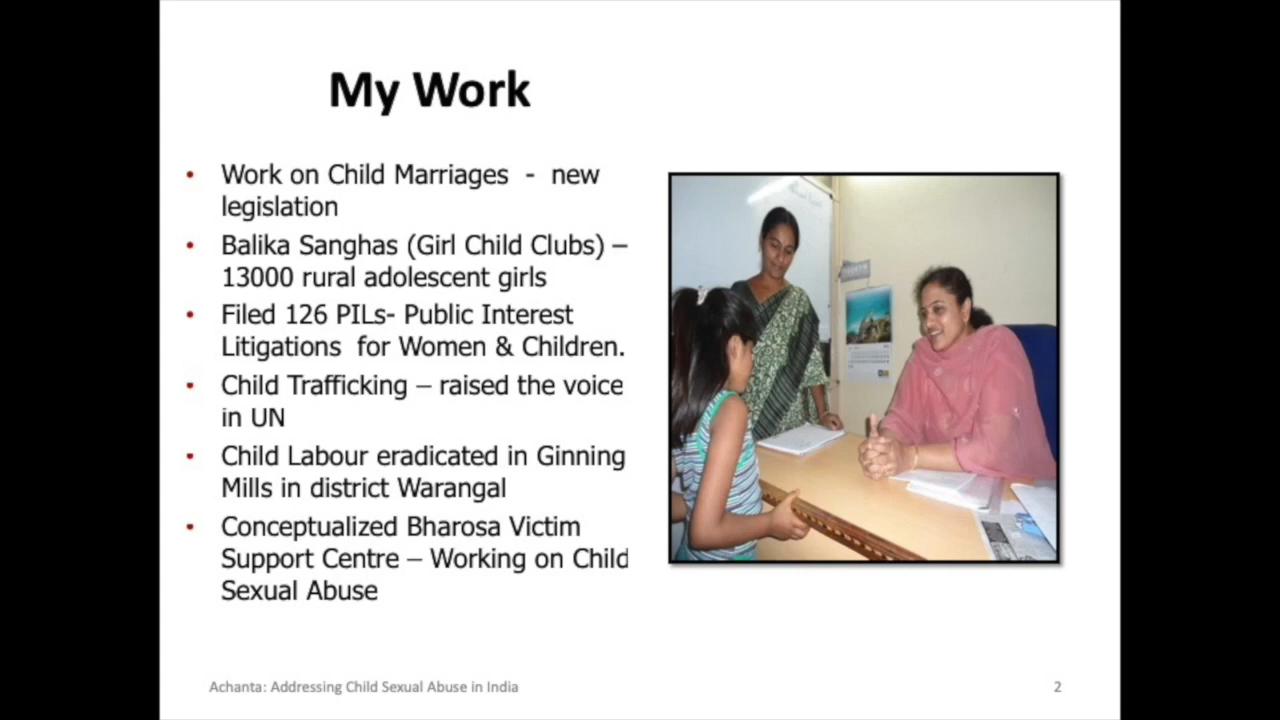 My Work
• Work on Child Marriages - new
legislation
• Balika Sanghas (Girl Child Clubs) –
13000 rural adolescent girls
• Filed 126 PILs- Public Interest
Litigations for Women & Children.
• Child Trafficking – raised the voice
in UN
• Child Labour eradicated in Ginning
Mills in district Warangal
• Conceptualized Bharosa Victim
Support Centre – Working on Child
Sexual Abuse
Achanta: Addressing Child Sexual Abuse in India
2